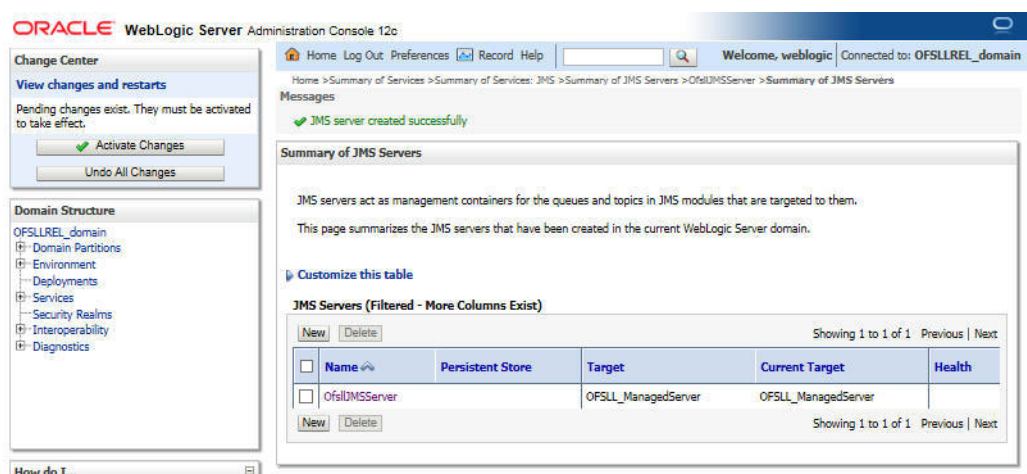 ORACLE WebLogic Server Administration Console 12c
Change Center
View changes and restarts
Pending changes exist. They must be activated
to take effect.
Activate Changes
Undo All Changes
Domain Structure
OFSLLREL_domain
Domain Partitions
Environment
Deployments
Services
Security Realms
Interoperability
Diagnostics
How do I...
Home Log Out Preferences Record Help
Welcome, weblogic Connected to: OFSLLREL_domain
Home >Summary of Services >Summary of Services: JMS >Summary of JMS Servers >OfsllJMSServer >Summary of JMS Servers
Messages
JMS server created successfully
Summary of JMS Servers
JMS servers act as management containers for the queues and topics in JMS modules that are targeted to them.
This page summarizes the JMS servers that have been created in the current WebLogic Server domain.
Customize this table
JMS Servers (Filtered - More Columns Exist)
New Delete Showing 1 to 1 of 1 Previous | Next
Name Persistent Store Target Current Target Health
OfsllJMSServer OFSLL_ManagedServer OFSLL_ManagedServer
New Delete Showing 1 to 1 of 1 Previous | Next